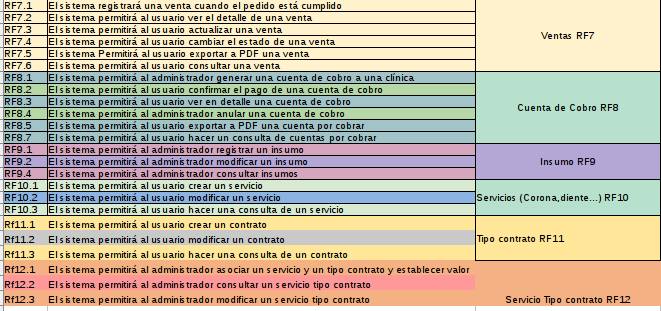 RF7.1 El sistema registrará una venta cuando el pedido está cumplido
RF7.2 El sistema permitirá al usuario ver el detalle de una venta
RF7.3 El sistema permitirá al usuario actualizar una venta
RF7.4 El sistema permitirá al usuario cambiar el estado de una venta
RF7.5 El sistema Permitirá al usuario exportar a PDF una venta
RF7.6 El sistema permitirá al usuario consultar una venta
Ventas RF7
RF8.1 El sistema permitirá al administrador generar una cuenta de cobro a una clínica
RF8.2 El sistema permitirá al usuario confirmar el pago de una cuenta de cobro
RF8.3 El sistema permitirá al usuario ver en detalle una cuenta de cobro
RF8.4 El sistema permitirá al administrador anular una cuenta de cobro
RF8.5 El sistema permitirá al usuario exportar a PDF una cuenta por cobrar
RF8.7 El sistema permitirá al usuario hacer un consulta de cuentas por cobrar
Cuenta de Cobro RF8
RF9.1 El sistema permitirá al administrador registrar un insumo
RF9.2 El sistema permitirá al administrador modificar un insumo
RF9.4 El sistema permitirá al administrador consultar insumos
Insumo RF9
RF10.1 El sistema permitirá al usuario crear un servicio
RF10.2 El sistema permitirá al usuario modificar un servicio
RF10.3 El sistema permitirá al usuario hacer una consulta de un servicio
Servicios (Corona,diente...) RF10
Rf11.1 El sistema permitirá al usuario crear un contrato
Rf11.2 El sistema permitirá al usuario modificar un contrato
Rf11.3 El sistema permitirá al usuario hacer una consulta de un contrato
Tipo contrato RF11
Rf12.1 El sistema permitirá al administrador asociar un servicio y un tipo contrato y establecer valor
Rf12.2 El sistema permitira al administrador consultar un servicio tipo contrato
Rf12.3 El sistema permitira al administrador modificar un servicio tipo contrato
Servicio Tipo contrato RF12